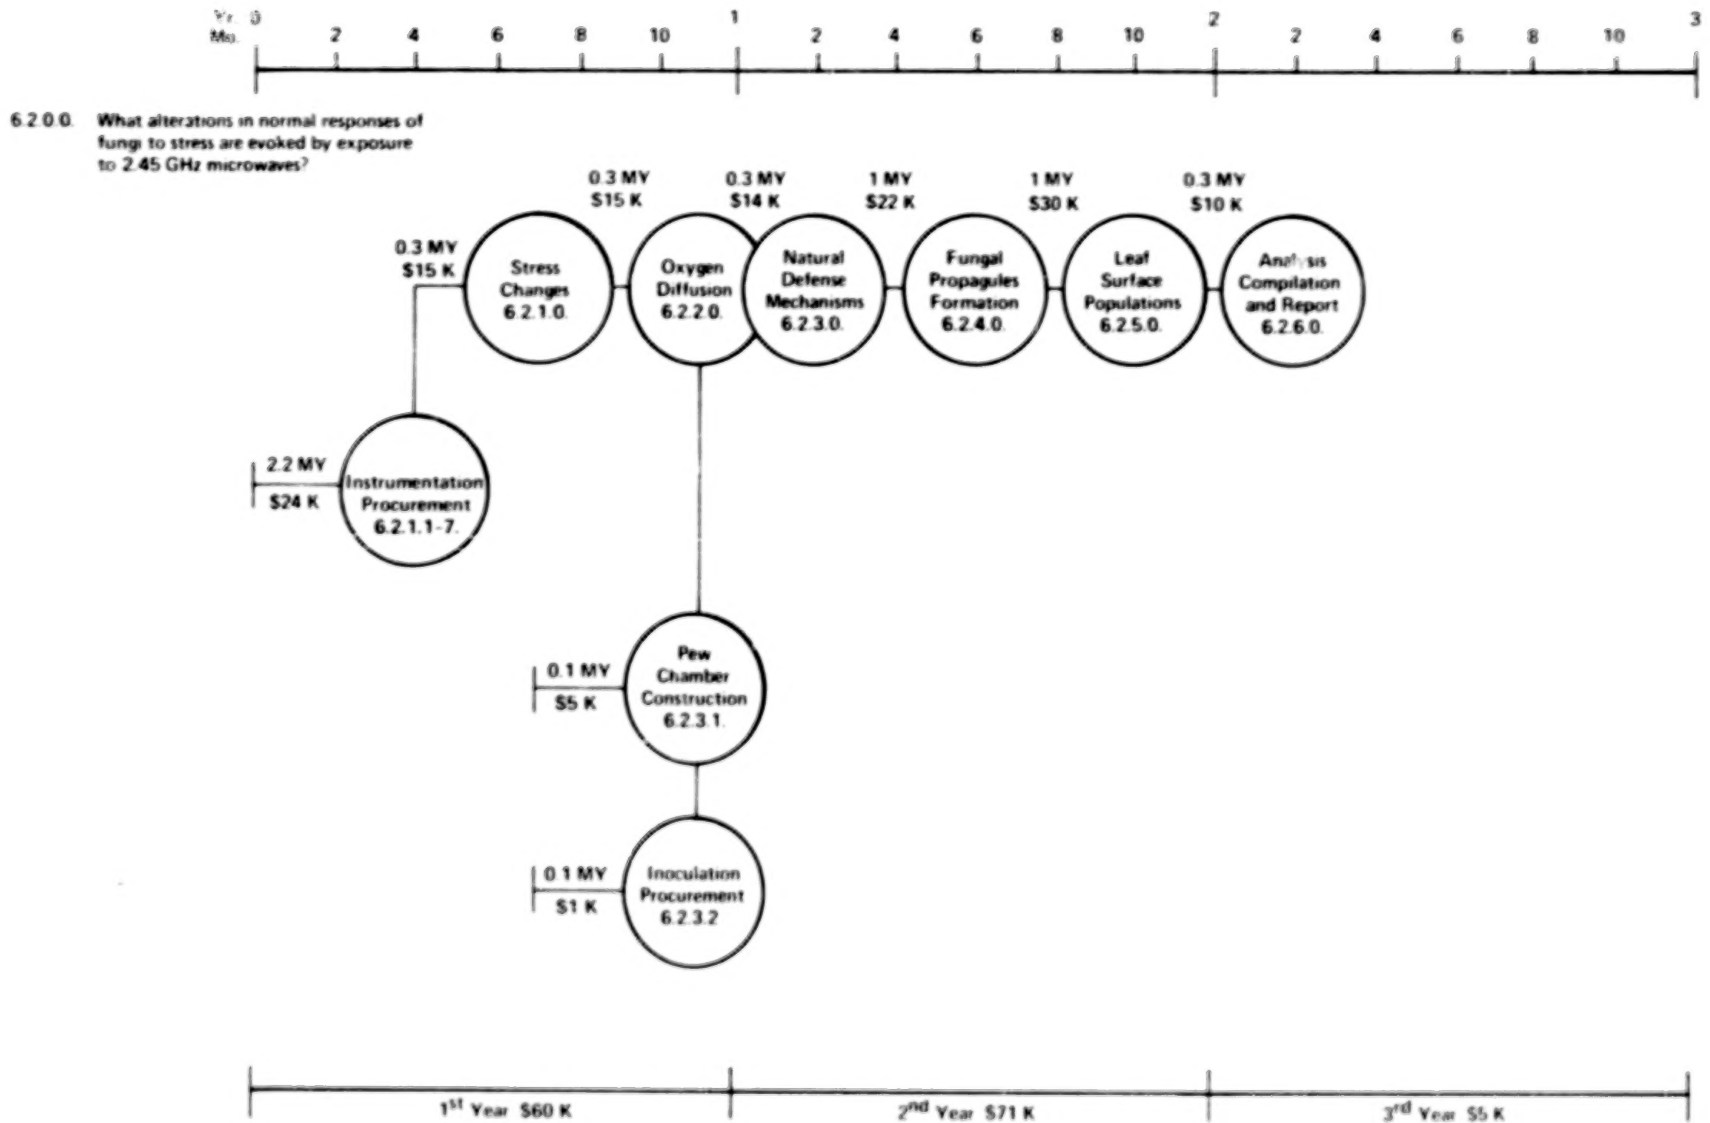 Yr. 0 1 2 3
Mo. 2 4 6 8 10 2 4 6 8 10 2 4 6 8 10
6.2.0.0. What alterations in normal responses of
fungi to stress are evoked by exposure
to 2.45 GHz microwaves?
0.3 MY
$15 K
0.3 MY
$15 K
0.3 MY
$14 K
1 MY
$22 K
1 MY
$30 K
0.3 MY
$10 K
Stress
Changes
6.2.1.0.
Oxygen
Diffusion
6.2.2.0.
Natural
Defense
Mechanisms
6.2.3.0.
Fungal
Propagules
Formation
6.2.4.0.
Leaf
Surface
Populations
6.2.5.0.
Analysis
Compilation
and Report
6.2.6.0.
2.2 MY
$24 K
Instrumentation
Procurement
6.2.1.1-7.
0.1 MY
$5 K
Pew
Chamber
Construction
6.2.3.1.
0.1 MY
$1 K
Inoculation
Procurement
6.2.3.2
1st Year $60 K
2nd Year $71 K
3rd Year $5 K